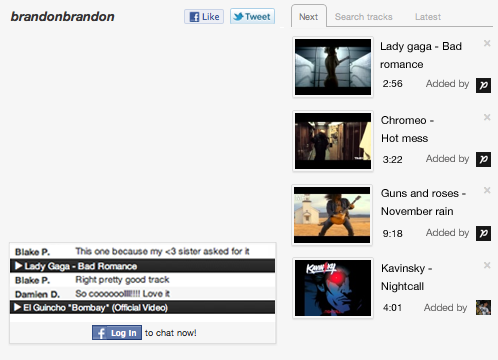 brandonbrandon
Like
Tweet
Blake P. This one because my <3 sister asked for it
Lady Gaga - Bad Romance
Blake P. Right pretty good track
Damien D. So cooooooll!!!! Love it
El Guincho "Bombay" (Official Video)
f Log In to chat now!
Next Search tracks Latest
Lady gaga - Bad
romance
2:56 Added by
Chromeo -
Hot mess
3:22 Added by
Guns and roses -
November rain
9:18 Added by
Kavinsky -
Nightcall
4:01 Added by